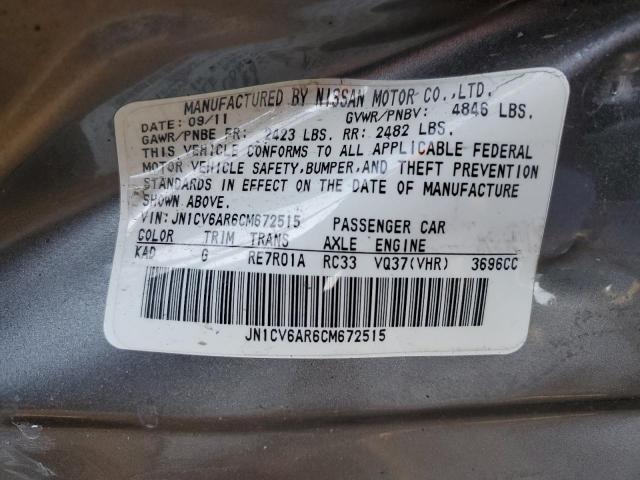 MANUFACTURED BY NISSAN MOTOR CO.,LTD.
DATE: 09/11 GVWR/PNBV: 4846 LBS.
GAWR/PNBE FR: 2423 LBS. RR: 2482 LBS.
THIS VEHICLE CONFORMS TO ALL APPLICABLE FEDERAL
MOTOR VEHICLE SAFETY,BUMPER,AND THEFT PREVENTION
STANDARDS IN EFFECT ON THE DATE OF MANUFACTURE
SHOWN ABOVE.
VIN:JN1CV6AR6CM672515 PASSENGER CAR
COLOR TRIM TRANS AXLE ENGINE
KAD G RE7R01A RC33 VQ37(VHR) 3696CC
JN1CV6AR6CM672515